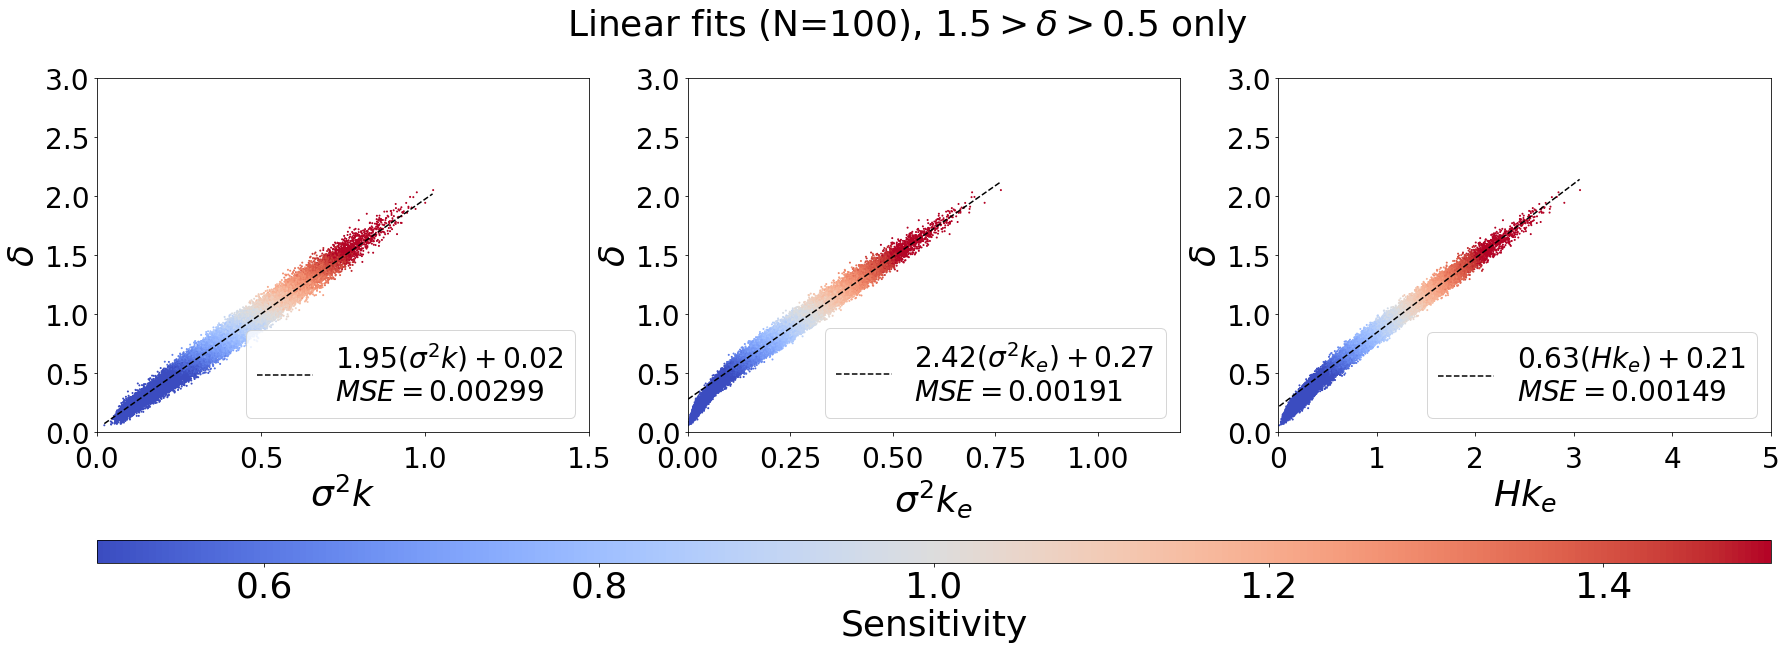 Linear fits (N=100), 1.5 > δ > 0.5 only
3.0
2.5
2.0
1.5
1.0
0.5
0.0
δ
0.0 0.5 1.0 1.5
σ²k
1.95(σ²k) + 0.02
MSE = 0.00299
3.0
2.5
2.0
1.5
1.0
0.5
0.0
δ
0.00 0.25 0.50 0.75 1.00
σ²kₑ
2.42(σ²kₑ) + 0.27
MSE = 0.00191
3.0
2.5
2.0
1.5
1.0
0.5
0.0
δ
0 1 2 3 4 5
Hkₑ
0.63(Hkₑ) + 0.21
MSE = 0.00149
0.6 0.8 1.0 1.2 1.4
Sensitivity